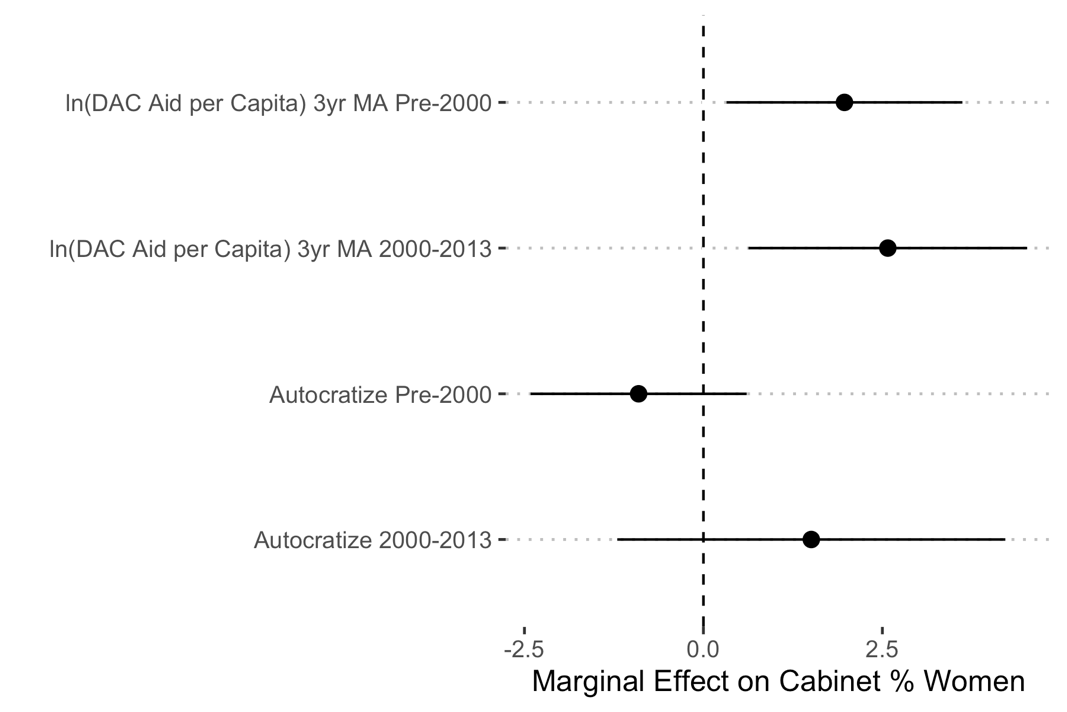 ln(DAC Aid per Capita) 3yr MA Pre-2000
ln(DAC Aid per Capita) 3yr MA 2000-2013
Autocratize Pre-2000
Autocratize 2000-2013
-2.5 0.0 2.5
Marginal Effect on Cabinet % Women